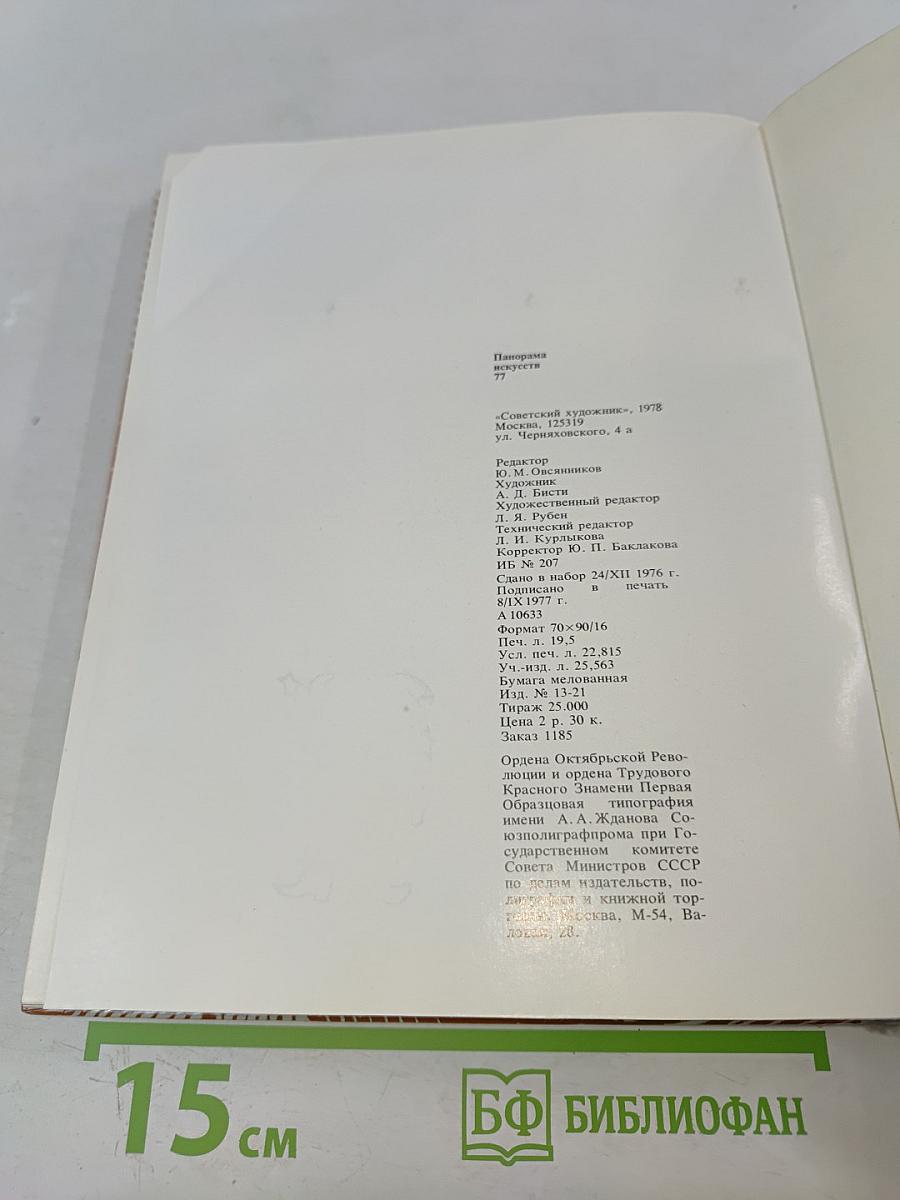 Панорама
искусств
77
«Советский художник», 1978
Москва, 125319
ул. Черняховского, 4 а
Редактор
Ю. М. Овсянников
Художник
А. Д. Бисти
Художественный редактор
Л. Я. Рубен
Технический редактор
Л. И. Курлыкова
Корректор Ю. П. Баклакова
ИБ № 207
Сдано в набор 24/XII 1976 г.
Подписано в печать
8/IX 1977 г.
А 10633
Формат 70×90/16
Печ. л. 19,5
Усл. печ. л. 22,815
Уч.-изд. л. 25,563
Бумага мелованная
Изд. № 13-21
Тираж 25.000
Цена 2 р. 30 к.
Заказ 1185
Ордена Октябрьской Рево-
люции и ордена Трудового
Красного Знамени Первая
Образцовая типография
имени А. А. Жданова Со-
юзполиграфпрома при Го-
сударственном комитете
Совета Министров СССР
по делам издательств, по-
лиграфии и книжной тор-
говли. Москва, М-54, Ва-
ловая, 28.
15 см
БФ БИБЛИОФАН